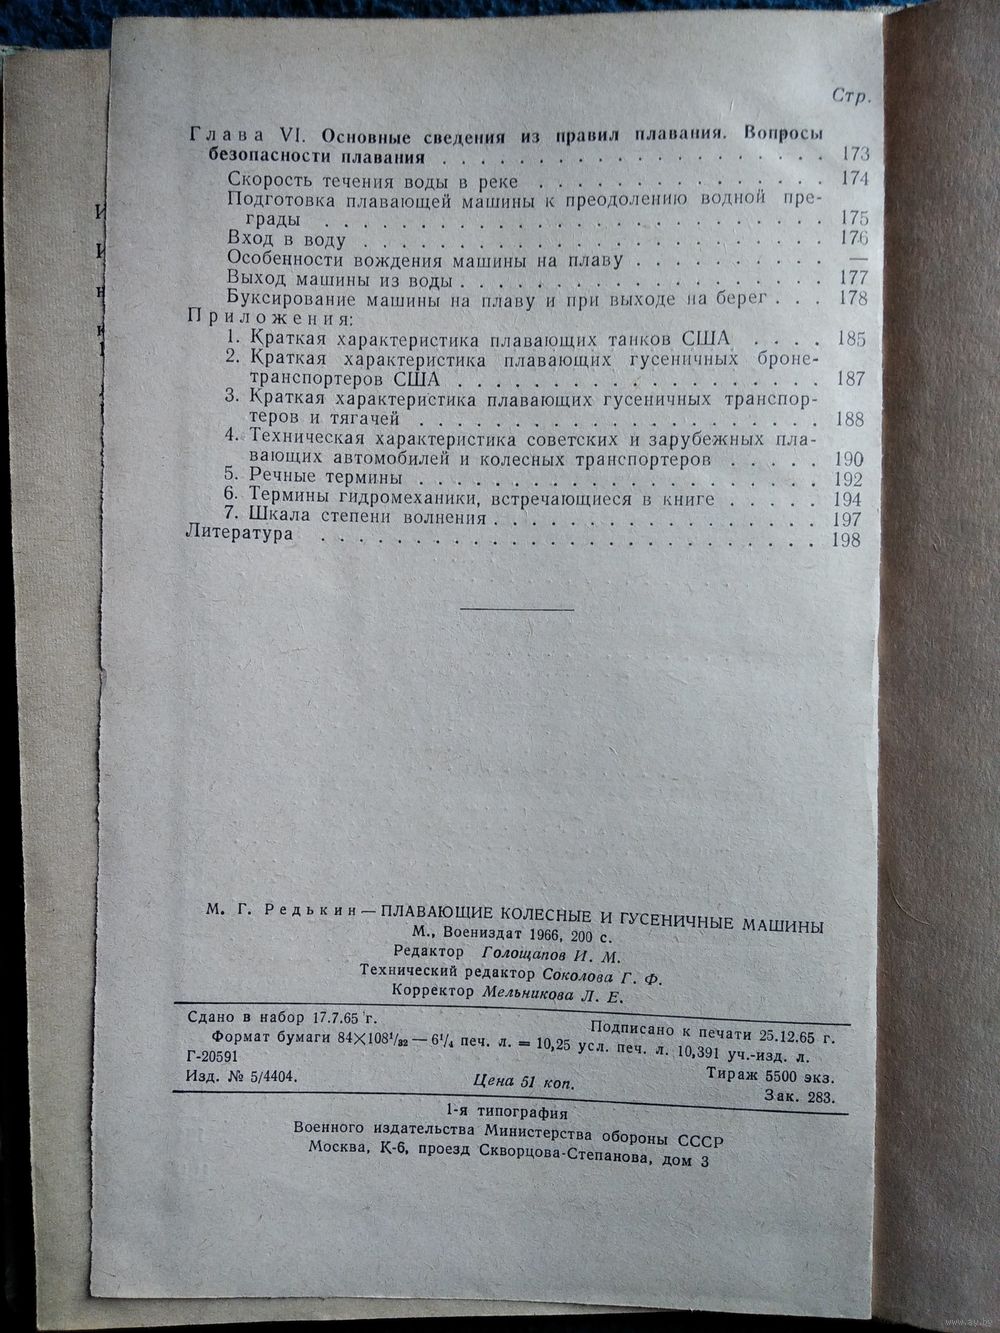 Стр.
Глава VI. Основные сведения из правил плавания. Вопросы
безопасности плавания . . . . . . . . . . . . . . . . . . . . 173
Скорость течения воды в реке . . . . . . . . . . . . . . . 174
Подготовка плавающей машины к преодолению водной пре-
грады . . . . . . . . . . . . . . . . . . . . . . . . . . . 175
Вход в воду . . . . . . . . . . . . . . . . . . . . . . . . 176
Особенности вождения машины на плаву . . . . . . . . . . —
Выход машины из воды . . . . . . . . . . . . . . . . . . . 177
Буксирование машины на плаву и при выходе на берег . . . 178
Приложения:
1. Краткая характеристика плавающих танков США . . . . 185
2. Краткая характеристика плавающих гусеничных броне-
транспортеров США . . . . . . . . . . . . . . . . . . . 187
3. Краткая характеристика плавающих гусеничных транспор-
теров и тягачей . . . . . . . . . . . . . . . . . . . . . 188
4. Техническая характеристика советских и зарубежных пла-
вающих автомобилей и колесных транспортеров . . . . . 190
5. Речные термины . . . . . . . . . . . . . . . . . . . . . 192
6. Термины гидромеханики, встречающиеся в книге . . . . . 194
7. Шкала степени волнения . . . . . . . . . . . . . . . . . 197
Литература . . . . . . . . . . . . . . . . . . . . . . . . . . 198
М. Г. Редькин — ПЛАВАЮЩИЕ КОЛЕСНЫЕ И ГУСЕНИЧНЫЕ МАШИНЫ
М., Воениздат 1966, 200 с.
Редактор Голощапов И. М.
Технический редактор Соколова Г. Ф.
Корректор Мельникова Л. Е.
Сдано в набор 17.7.65 г. Подписано к печати 25.12.65 г.
Формат бумаги 84×108¹/₃₂ — 6¹/₄ печ. л. = 10,25 усл. печ. л. 10,391 уч.-изд. л.
Г-20591 Тираж 5500 экз.
Изд. № 5/4404. Цена 51 коп. Зак. 283.
1-я типография
Военного издательства Министерства обороны СССР
Москва, К-6, проезд Скворцова-Степанова, дом 3
www.ay.by